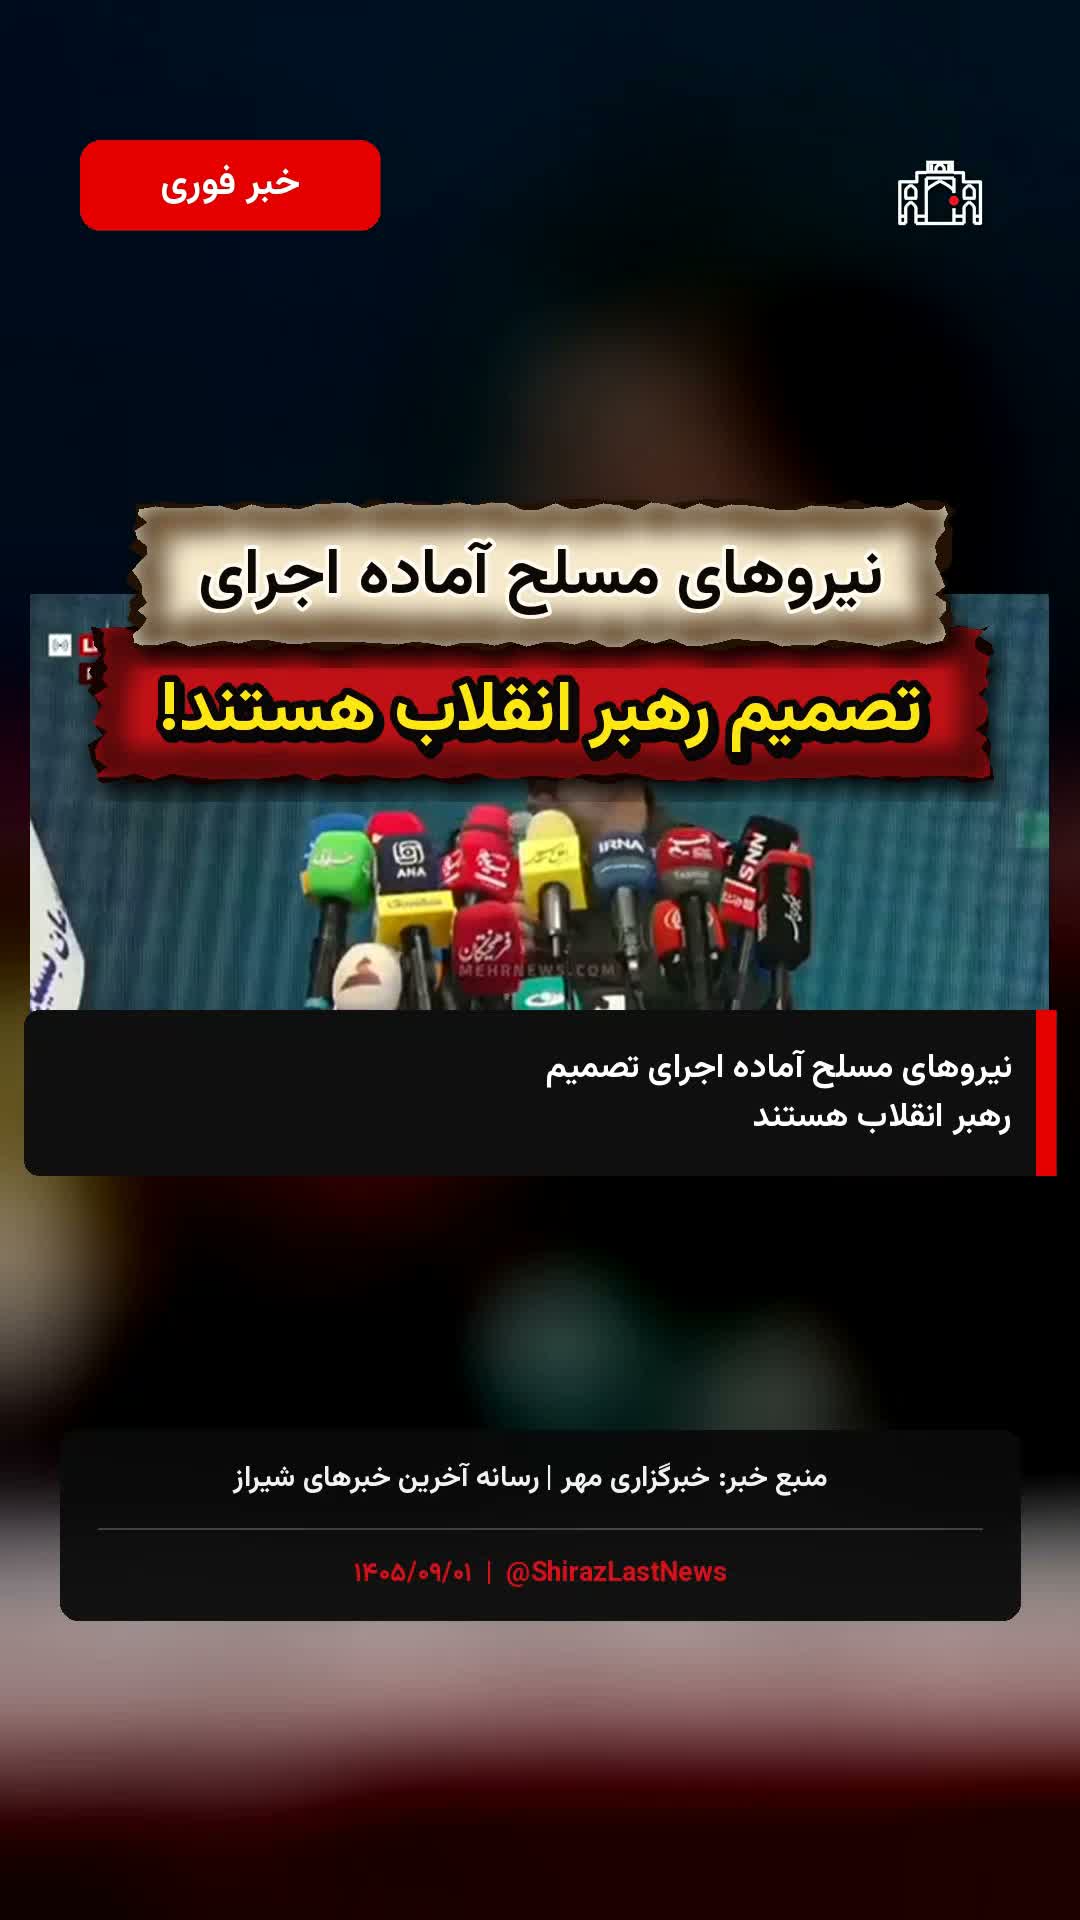 خبر فوری
نیروهای مسلح آماده اجرای
تصمیم رهبر انقلاب هستند!
ANA
IRNA
SNN
فرهیختگان
MEHRNEWS.COM
نیروهای مسلح آماده اجرای تصمیم
رهبر انقلاب هستند
منبع خبر: خبرگزاری مهر | رسانه آخرین خبرهای شیراز
۱۴۰۵/۰۹/۰۱ | @ShirazLastNews